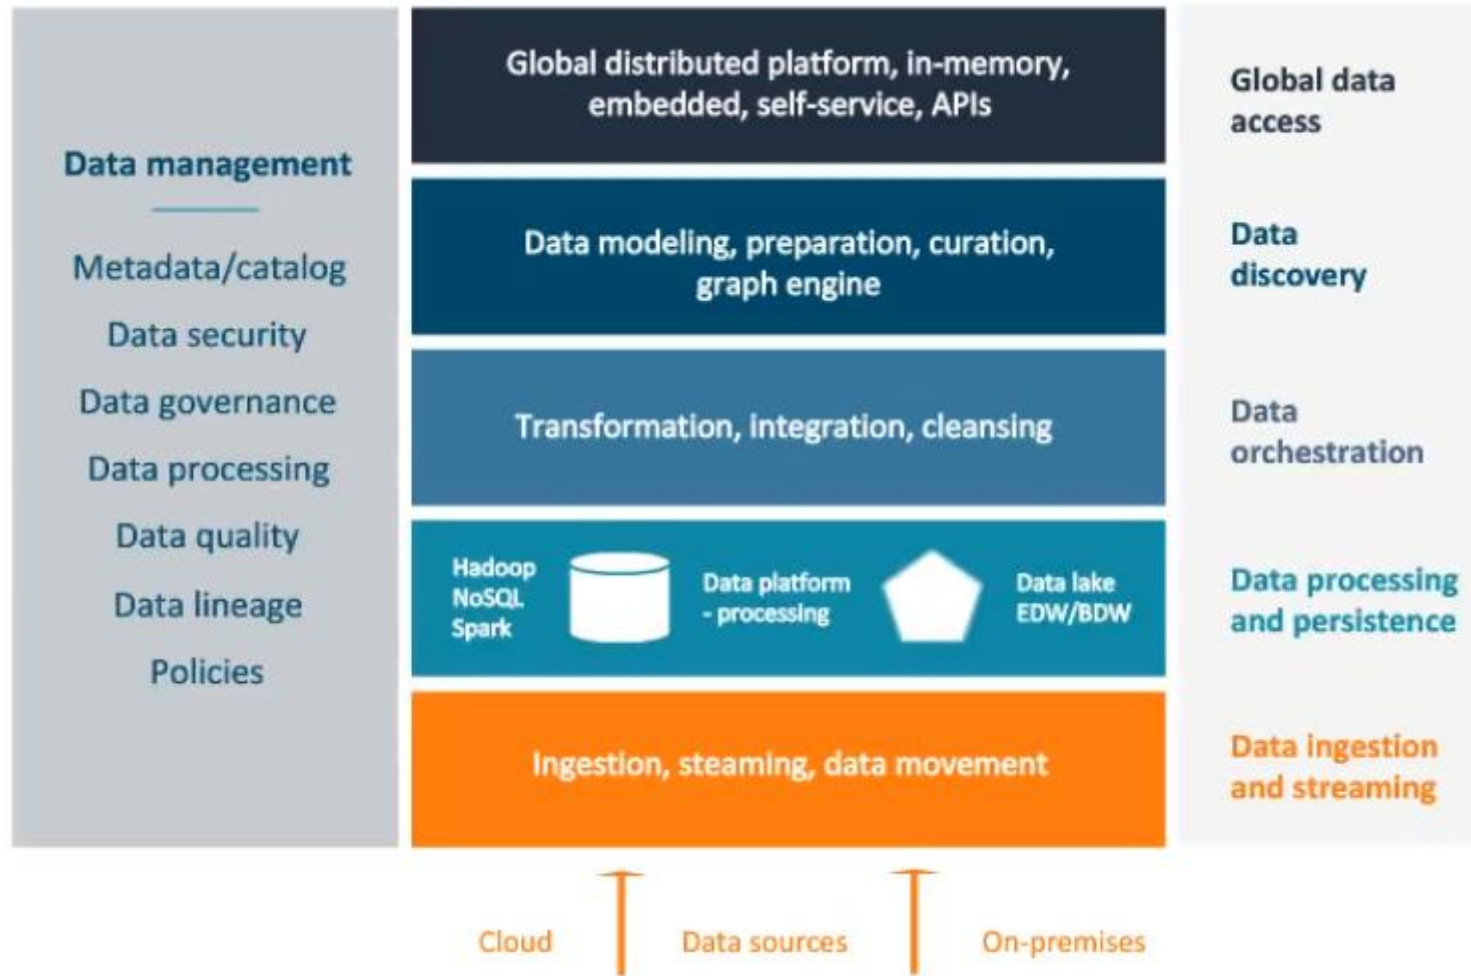 Data management
Metadata/catalog
Data security
Data governance
Data processing
Data quality
Data lineage
Policies
Global distributed platform, in-memory,
embedded, self-service, APIs
Global data
access
Data modeling, preparation, curation,
graph engine
Data
discovery
Transformation, integration, cleansing
Data
orchestration
Hadoop
NoSQL
Spark
Data platform
- processing
Data lake
EDW/BDW
Data processing
and persistence
Ingestion, steaming, data movement
Data ingestion
and streaming
Cloud
Data sources
On-premises